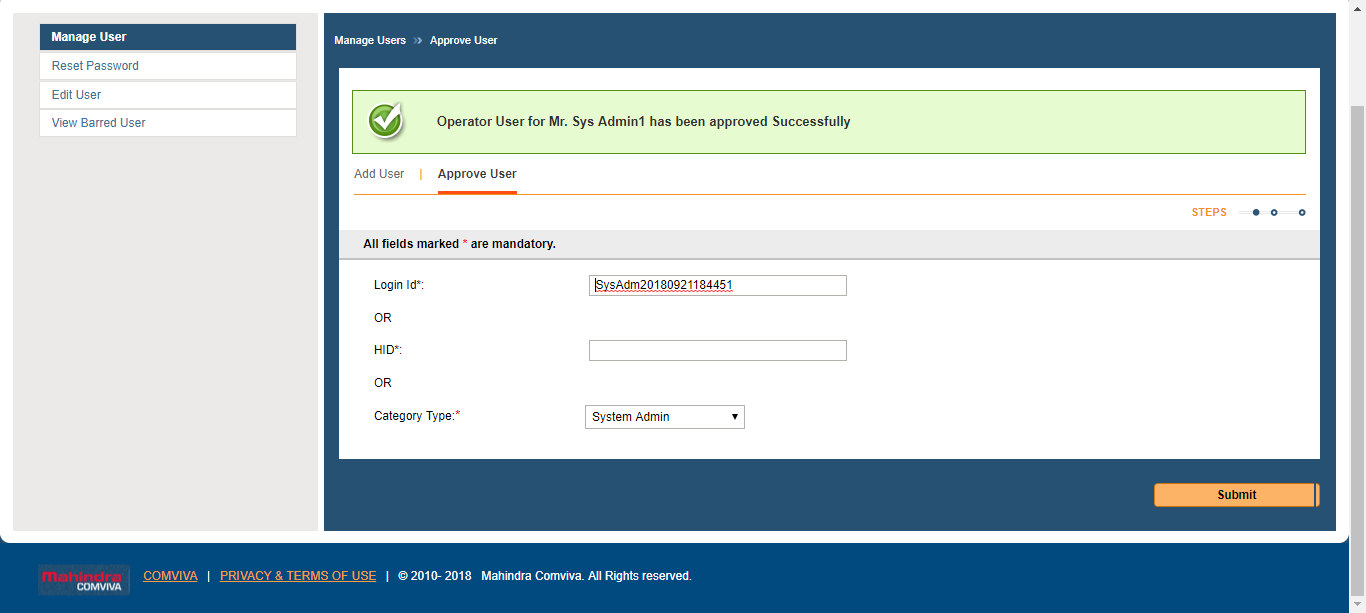 Manage User
Reset Password
Edit User
View Barred User
Manage Users » Approve User
Operator User for Mr. Sys Admin1 has been approved Successfully
Add User | Approve User
STEPS
All fields marked * are mandatory.
Login Id*: SysAdm20180921184451
OR
HID*:
OR
Category Type:* System Admin
Submit
Mahindra COMVIVA
COMVIVA | PRIVACY & TERMS OF USE | © 2010- 2018 Mahindra Comviva. All Rights reserved.